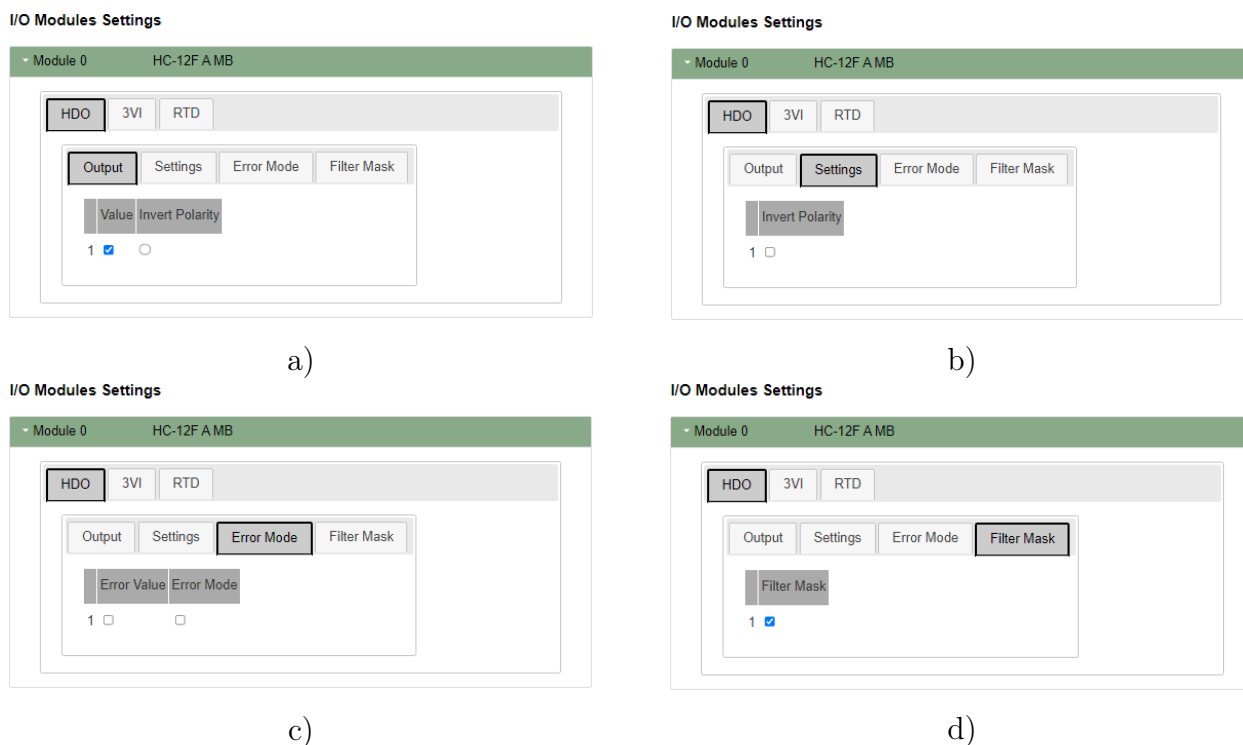 I/O Modules Settings
Module 0 HC-12F A MB
HDO 3VI RTD
Output Settings Error Mode Filter Mask
Value Invert Polarity
1
a)
I/O Modules Settings
Module 0 HC-12F A MB
HDO 3VI RTD
Output Settings Error Mode Filter Mask
Invert Polarity
1
b)
I/O Modules Settings
Module 0 HC-12F A MB
HDO 3VI RTD
Output Settings Error Mode Filter Mask
Error Value Error Mode
1
c)
I/O Modules Settings
Module 0 HC-12F A MB
HDO 3VI RTD
Output Settings Error Mode Filter Mask
Filter Mask
1
d)